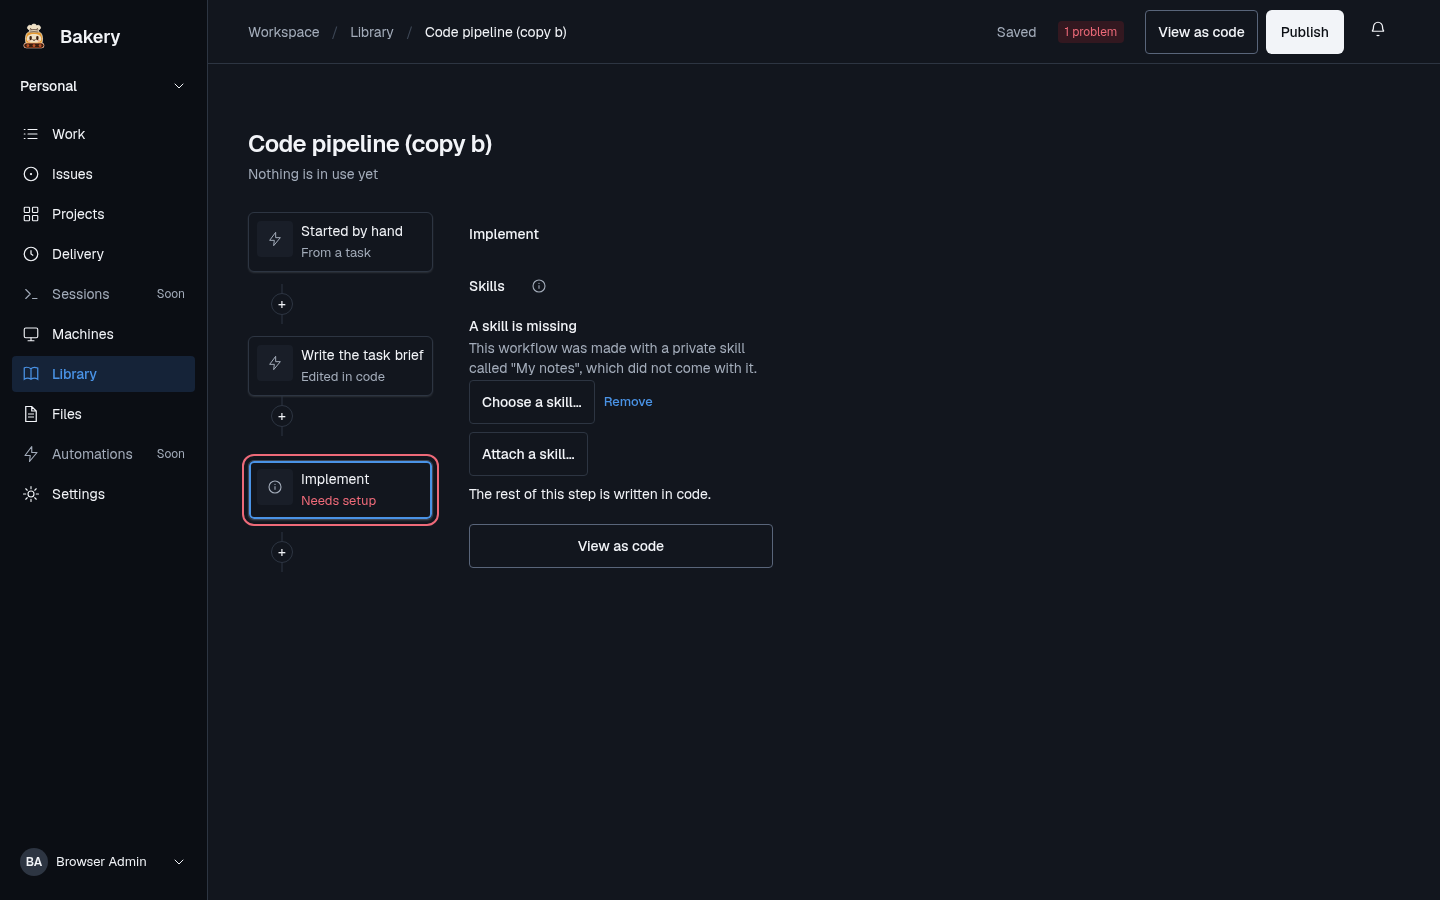 Bakery
Personal
Work
Issues
Projects
Delivery
Sessions Soon
Machines
Library
Files
Automations Soon
Settings
BA Browser Admin
Workspace / Library / Code pipeline (copy b)
Saved 1 problem View as code Publish
Code pipeline (copy b)
Nothing is in use yet
Started by hand
From a task
+
Write the task brief
Edited in code
+
Implement
Needs setup
+
Implement
Skills
A skill is missing
This workflow was made with a private skill
called "My notes", which did not come with it.
Choose a skill... Remove
Attach a skill...
The rest of this step is written in code.
View as code